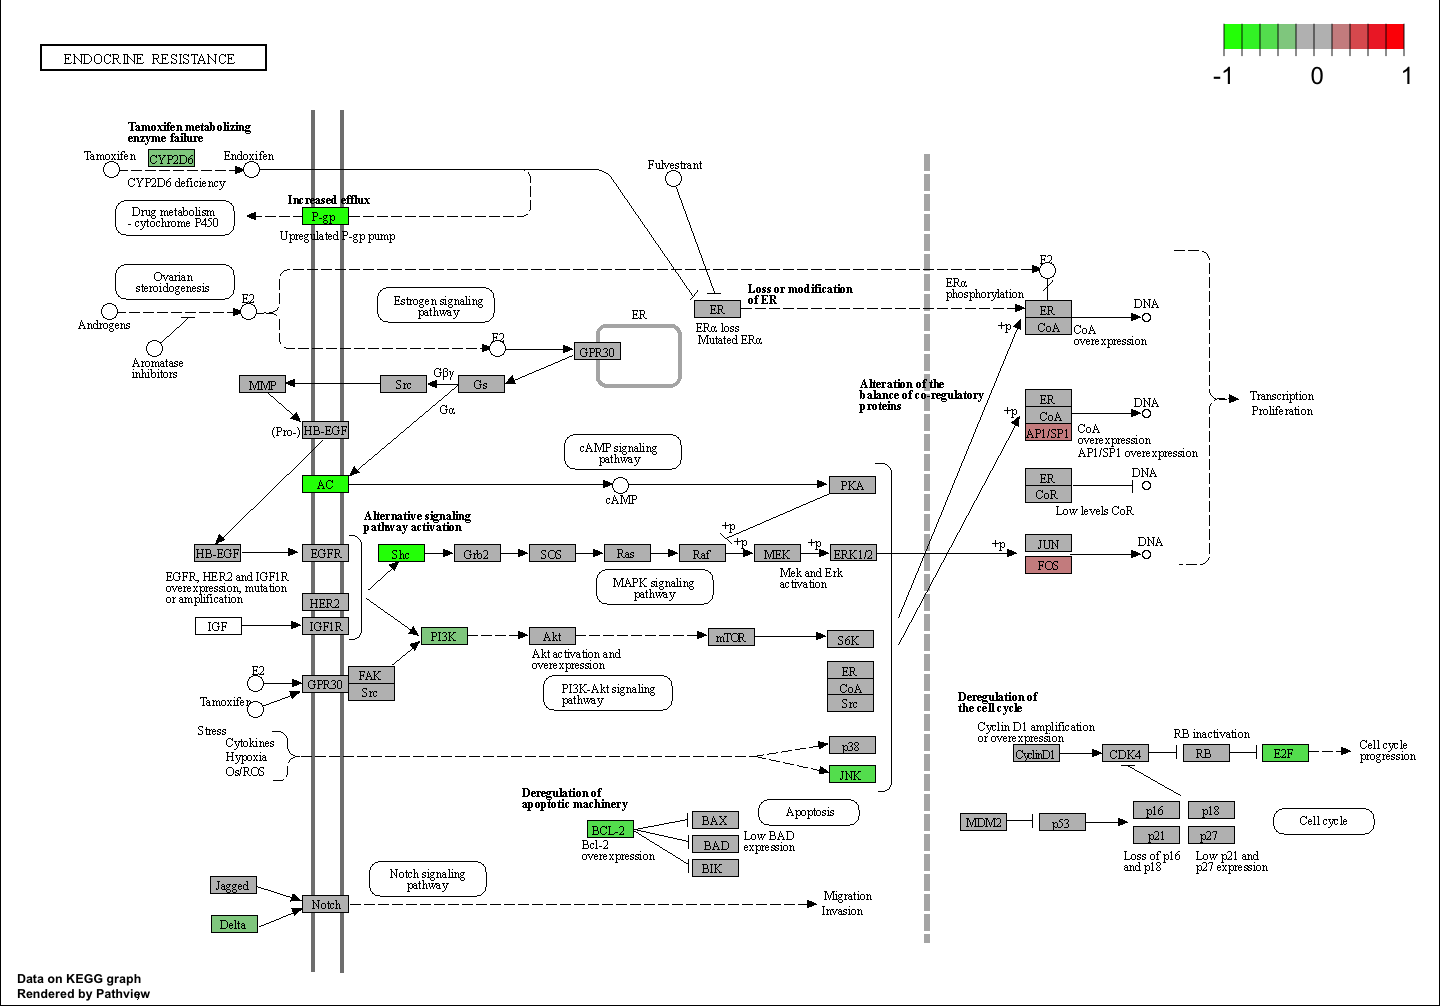 ENDOCRINE RESISTANCE
-1 0 1
Tamoxifen metabolizing
enzyme failure
Tamoxifen
CYP2D6
Endoxifen
CYP2D6 deficiency
Fulvestrant
Increased efflux
Drug metabolism
- cytochrome P450
P-gp
Upregulated P-gp pump
Ovarian
steroidogenesis
E2
Androgens
Aromatase
inhibitors
Estrogen signaling
pathway
E2
ER
GPR30
ER
Loss or modification
of ER
ERα loss
Mutated ERα
E2
ERα
phosphorylation
ER
CoA
+p
CoA
overexpression
DNA
MMP
Src
Gβγ
Gs
Gα
(Pro-)
HB-EGF
Alteration of the
balance of co-regulatory
proteins
+p
ER
CoA
AP1/SP1
DNA
CoA
overexpression
AP1/SP1 overexpression
Transcription
Proliferation
cAMP signaling
pathway
AC
cAMP
PKA
ER
CoR
DNA
Low levels CoR
Alternative signaling
pathway activation
+p
HB-EGF
EGFR
Shc
Grb2
SOS
Ras
Raf
+p
MEK
+p
ERK1/2
+p
JUN
FOS
DNA
EGFR, HER2 and IGF1R
overexpression, mutation
or amplification
Mek and Erk
activation
MAPK signaling
pathway
HER2
IGF
IGF1R
PI3K
Akt
mTOR
S6K
Akt activation and
overexpression
E2
GPR30
FAK
Src
Tamoxifen
PI3K-Akt signaling
pathway
ER
CoA
Src
Stress
Cytokines
Hypoxia
Os/ROS
p38
JNK
Deregulation of
the cell cycle
Cyclin D1 amplification
or overexpression
CyclinD1
CDK4
RB inactivation
RB
E2F
Cell cycle
progression
MDM2
p53
p16
p18
p21
p27
Loss of p16
and p18
Low p21 and
p27 expression
Cell cycle
Deregulation of
apoptotic machinery
Apoptosis
BCL-2
Bcl-2
overexpression
BAX
BAD
BIK
Low BAD
expression
Notch signaling
pathway
Jagged
Delta
Notch
Migration
Invasion
Data on KEGG graph
Rendered by Pathview